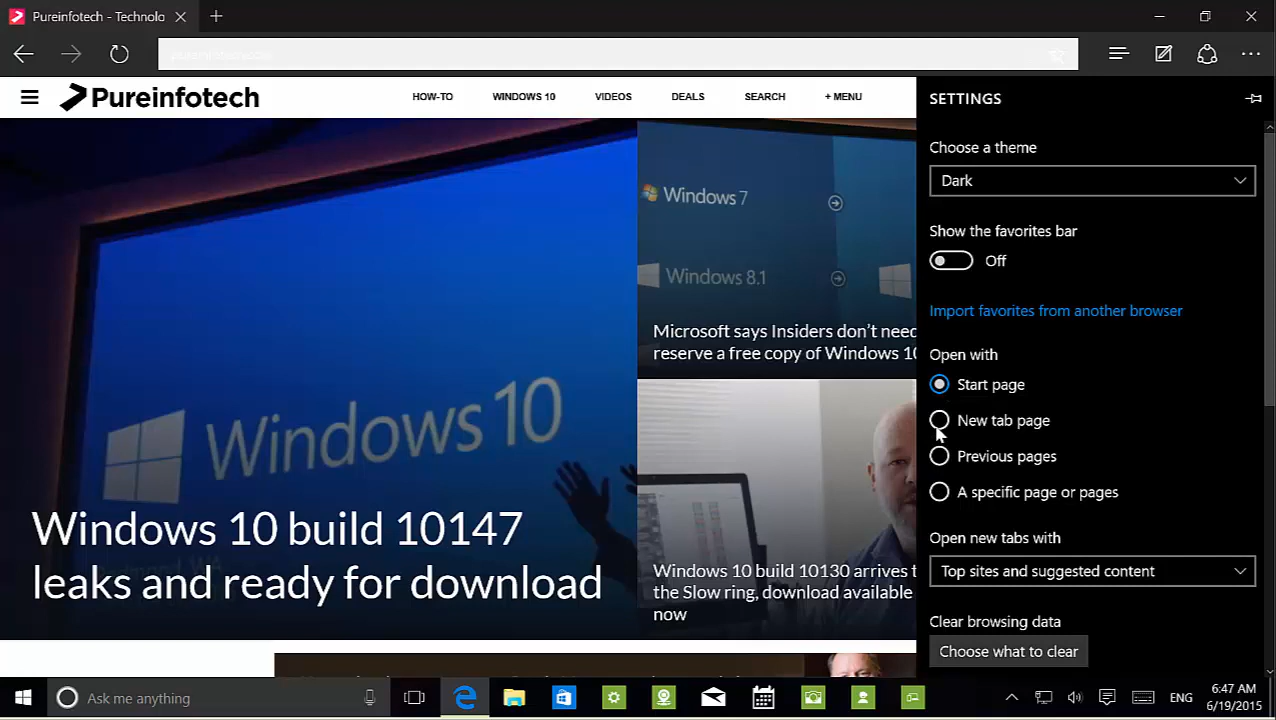 Pureinfotech - Technolo
Pureinfotech
HOW-TO WINDOWS 10 VIDEOS DEALS SEARCH + MENU
Windows 10
Windows 10 build 10147
leaks and ready for download
Windows 7
Windows 8.1
Microsoft says Insiders don't need
reserve a free copy of Windows 10
Windows 10 build 10130 arrives t
the Slow ring, download available
now
SETTINGS
Choose a theme
Dark
Show the favorites bar
Off
Import favorites from another browser
Open with
Start page
New tab page
Previous pages
A specific page or pages
Open new tabs with
Top sites and suggested content
Clear browsing data
Choose what to clear
Ask me anything
ENG
6:47 AM
6/19/2015